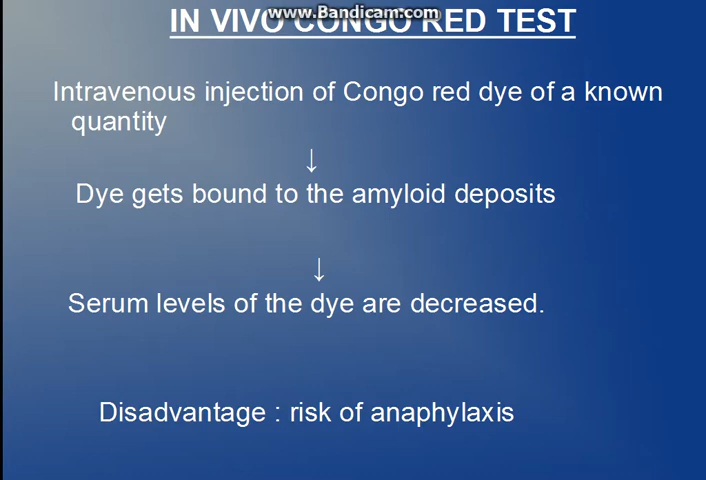 www.Bandicam.com
IN VIVO CONGO RED TEST
Intravenous injection of Congo red dye of a known
quantity
↓
Dye gets bound to the amyloid deposits
↓
Serum levels of the dye are decreased.
Disadvantage : risk of anaphylaxis